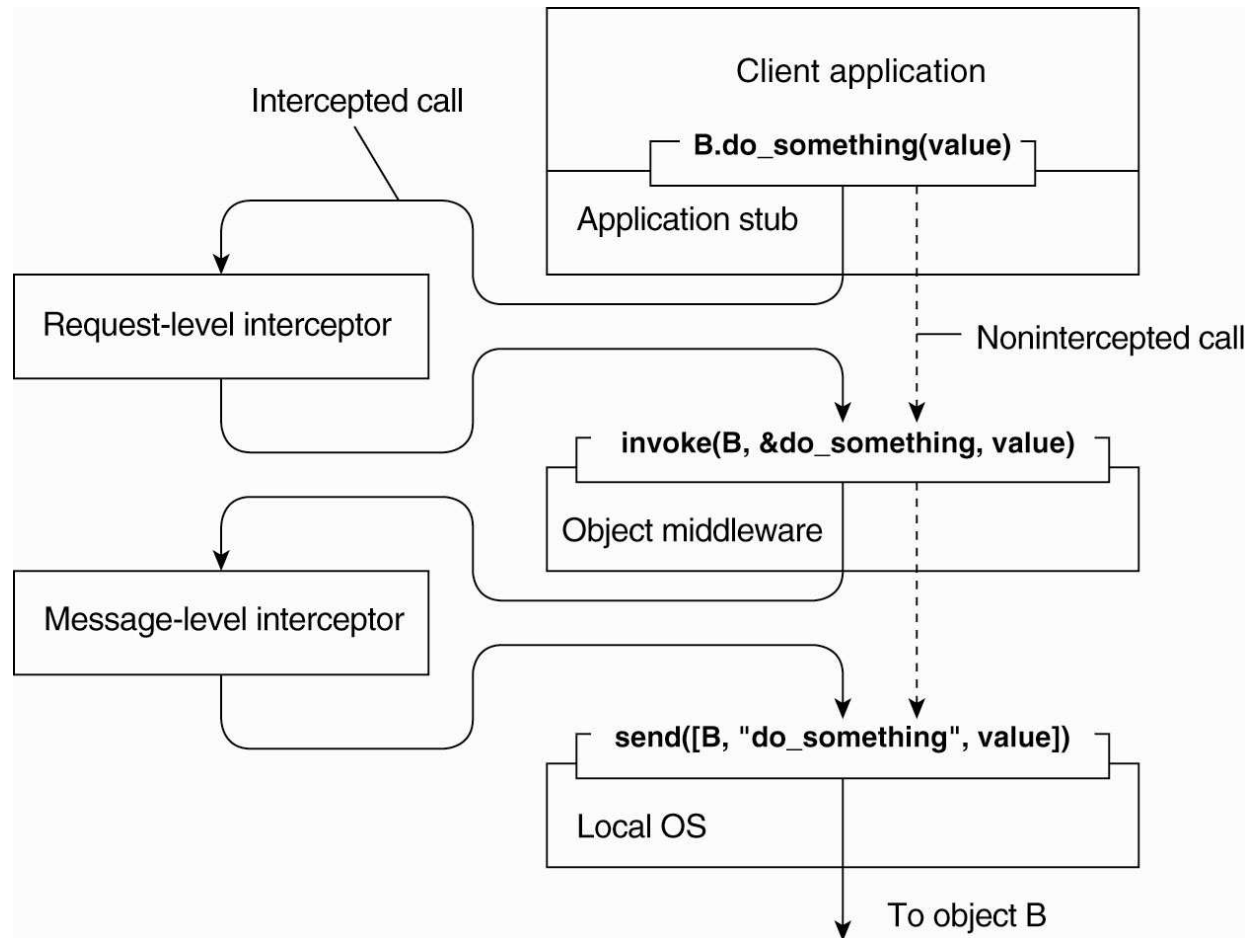 Client application
Intercepted call
B.do_something(value)
Application stub
Request-level interceptor
Nonintercepted call
invoke(B, &do_something, value)
Object middleware
Message-level interceptor
send([B, "do_something", value])
Local OS
To object B